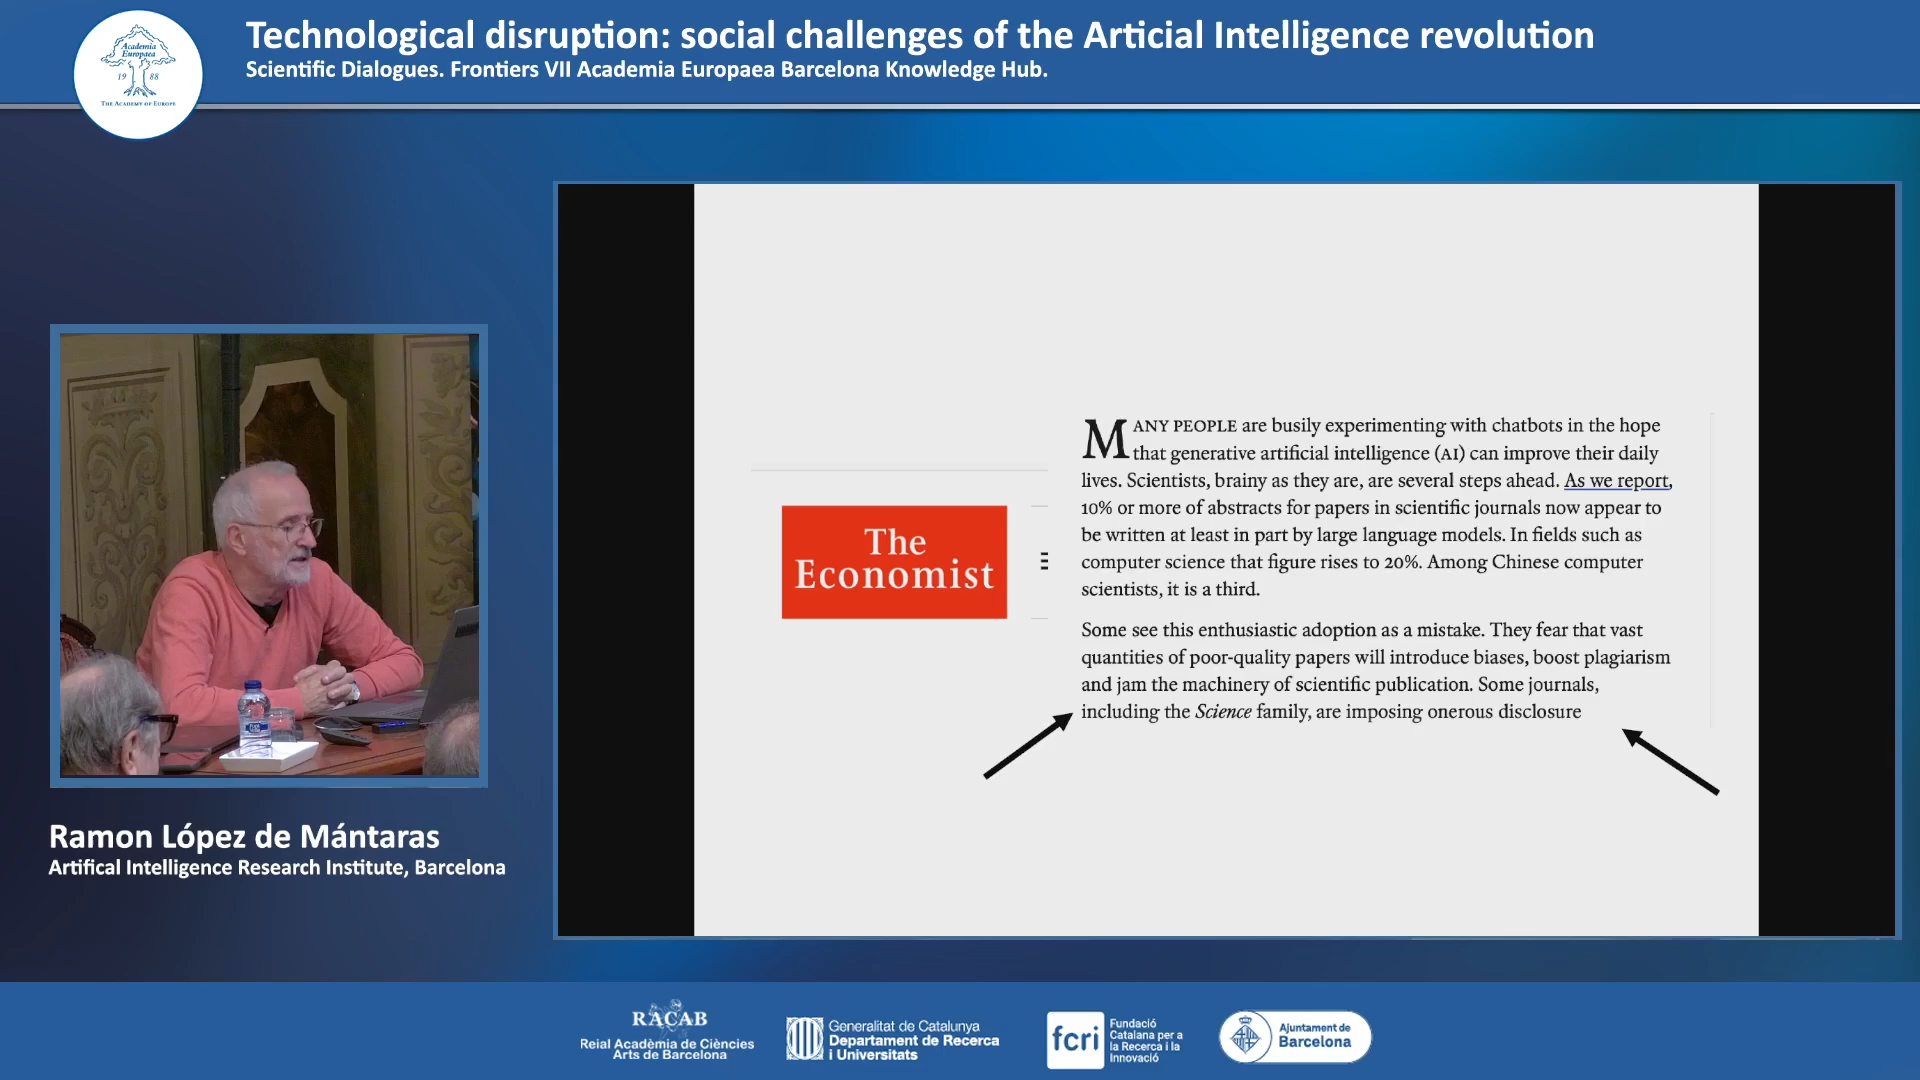 Technological disruption: social challenges of the Articial Intelligence revolution
Scientific Dialogues. Frontiers VII Academia Europaea Barcelona Knowledge Hub.
Academia
Europaea
19 88
THE ACADEMY OF EUROPE
The
Economist
MANY PEOPLE are busily experimenting with chatbots in the hope
that generative artificial intelligence (AI) can improve their daily
lives. Scientists, brainy as they are, are several steps ahead. As we report,
10% or more of abstracts for papers in scientific journals now appear to
be written at least in part by large language models. In fields such as
computer science that figure rises to 20%. Among Chinese computer
scientists, it is a third.
Some see this enthusiastic adoption as a mistake. They fear that vast
quantities of poor-quality papers will introduce biases, boost plagiarism
and jam the machinery of scientific publication. Some journals,
including the Science family, are imposing onerous disclosure
Ramon López de Mántaras
Artifical Intelligence Research Institute, Barcelona
RACAB
Reial Acadèmia de Ciències
Arts de Barcelona
Generalitat de Catalunya
Departament de Recerca
i Universitats
fcri
Fundació
Catalana per a
la Recerca i la
Innovació
Ajuntament de
Barcelona